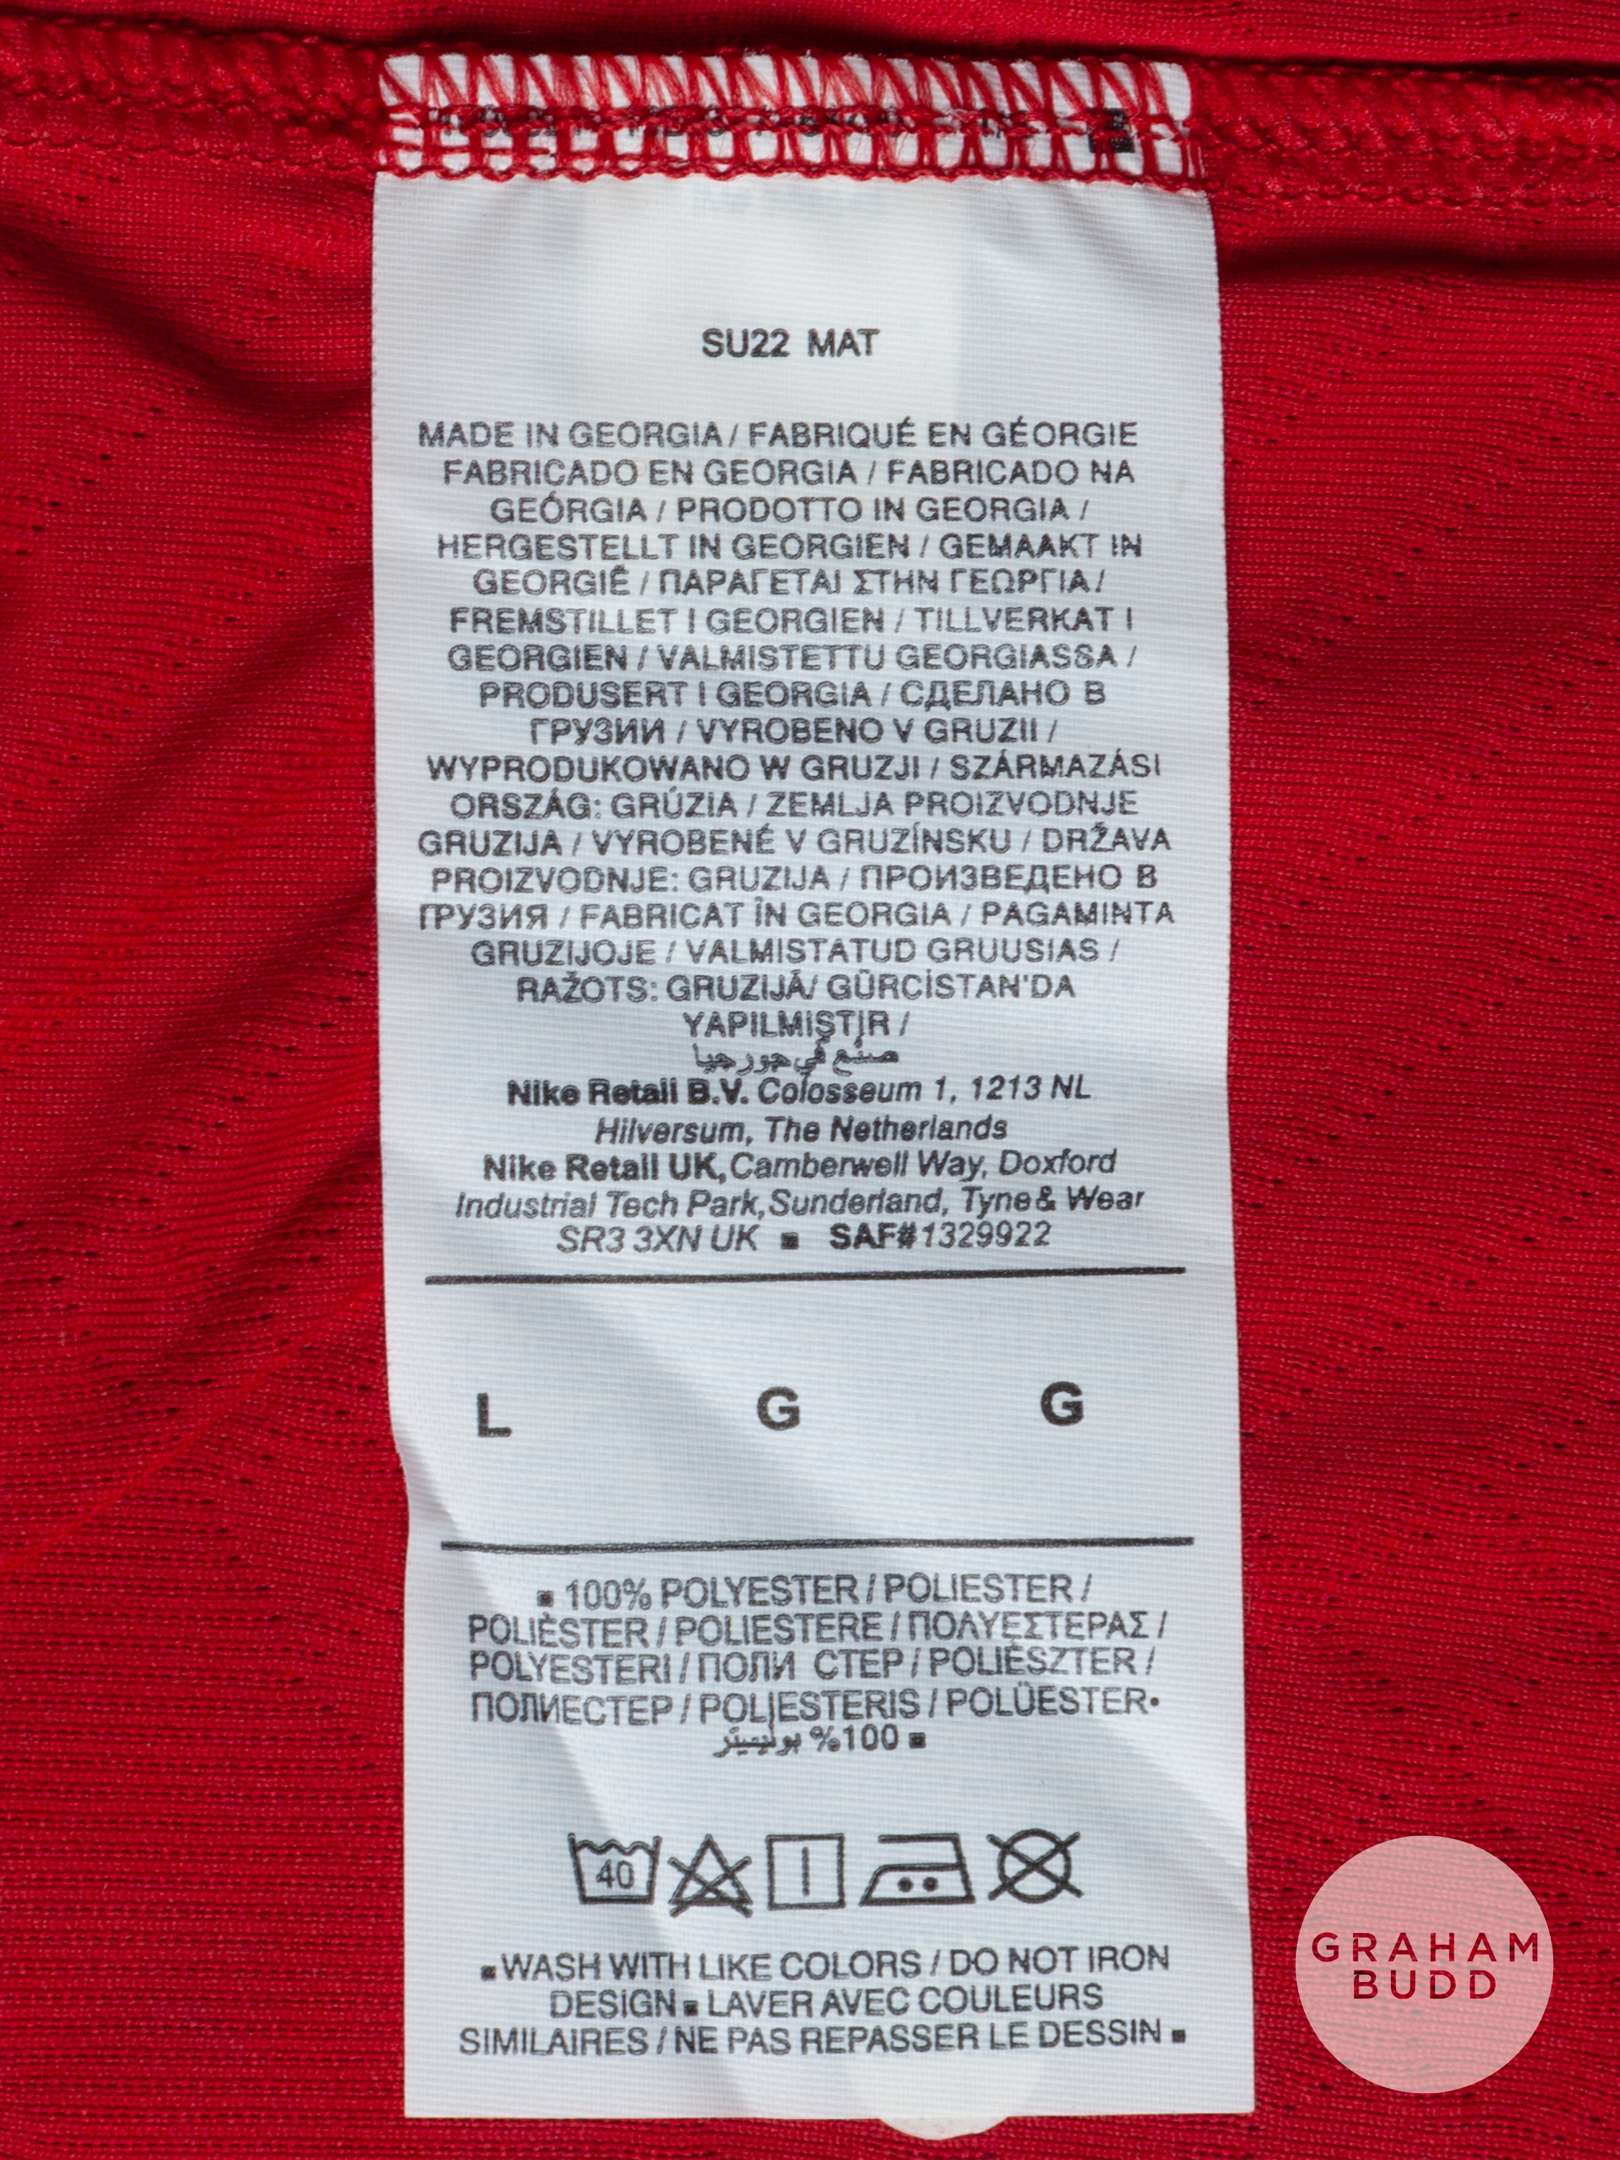 SU22 MAT
MADE IN GEORGIA / FABRIQUÉ EN GÉORGIE
FABRICADO EN GEORGIA / FABRICADO NA
GEÓRGIA / PRODOTTO IN GEORGIA /
HERGESTELLT IN GEORGIEN / GEMAAKT IN
GEORGIË / ΠΑΡΑΓΕΤΑΙ ΣΤΗΝ ΓΕΩΡΓΙΑ /
FREMSTILLET I GEORGIEN / TILLVERKAT I
GEORGIEN / VALMISTETTU GEORGIASSA /
PRODUSERT I GEORGIA / СДЕЛАНО В
ГРУЗИИ / VYROBENO V GRUZII /
WYPRODUKOWANO W GRUZJI / SZÁRMAZÁSI
ORSZÁG: GRÚZIA / ZEMLJA PROIZVODNJE
GRUZIJA / VYROBENÉ V GRUZÍNSKU / DRŽAVA
PROIZVODNJE: GRUZIJA / ПРОИЗВЕДЕНО В
ГРУЗИЯ / FABRICAT ÎN GEORGIA / PAGAMINTA
GRUZIJOJE / VALMISTATUD GRUUSIAS /
RAŽOTS: GRUZIJĀ/ GÜRCİSTAN'DA
YAPILMIŞTIR /
صنع في جورجيا
Nike Retail B.V. Colosseum 1, 1213 NL
Hilversum, The Netherlands
Nike Retail UK, Camberwell Way, Doxford
Industrial Tech Park, Sunderland, Tyne & Wear
SR3 3XN UK ▪ SAF#1329922
L G G
▪ 100% POLYESTER / POLIESTER /
POLIÉSTER / POLIESTERE / ΠΟΛΥΕΣΤΕΡΑΣ /
POLYESTERI / ПОЛИ СТЕР / POLIÉSZTER /
ПОЛИЕСТЕР / POLIESTERIS / POLÜESTER▪
100% بوليستر ▪
40
▪ WASH WITH LIKE COLORS / DO NOT IRON
DESIGN ▪ LAVER AVEC COULEURS
SIMILAIRES / NE PAS REPASSER LE DESSIN ▪
GRAHAM
BUDD